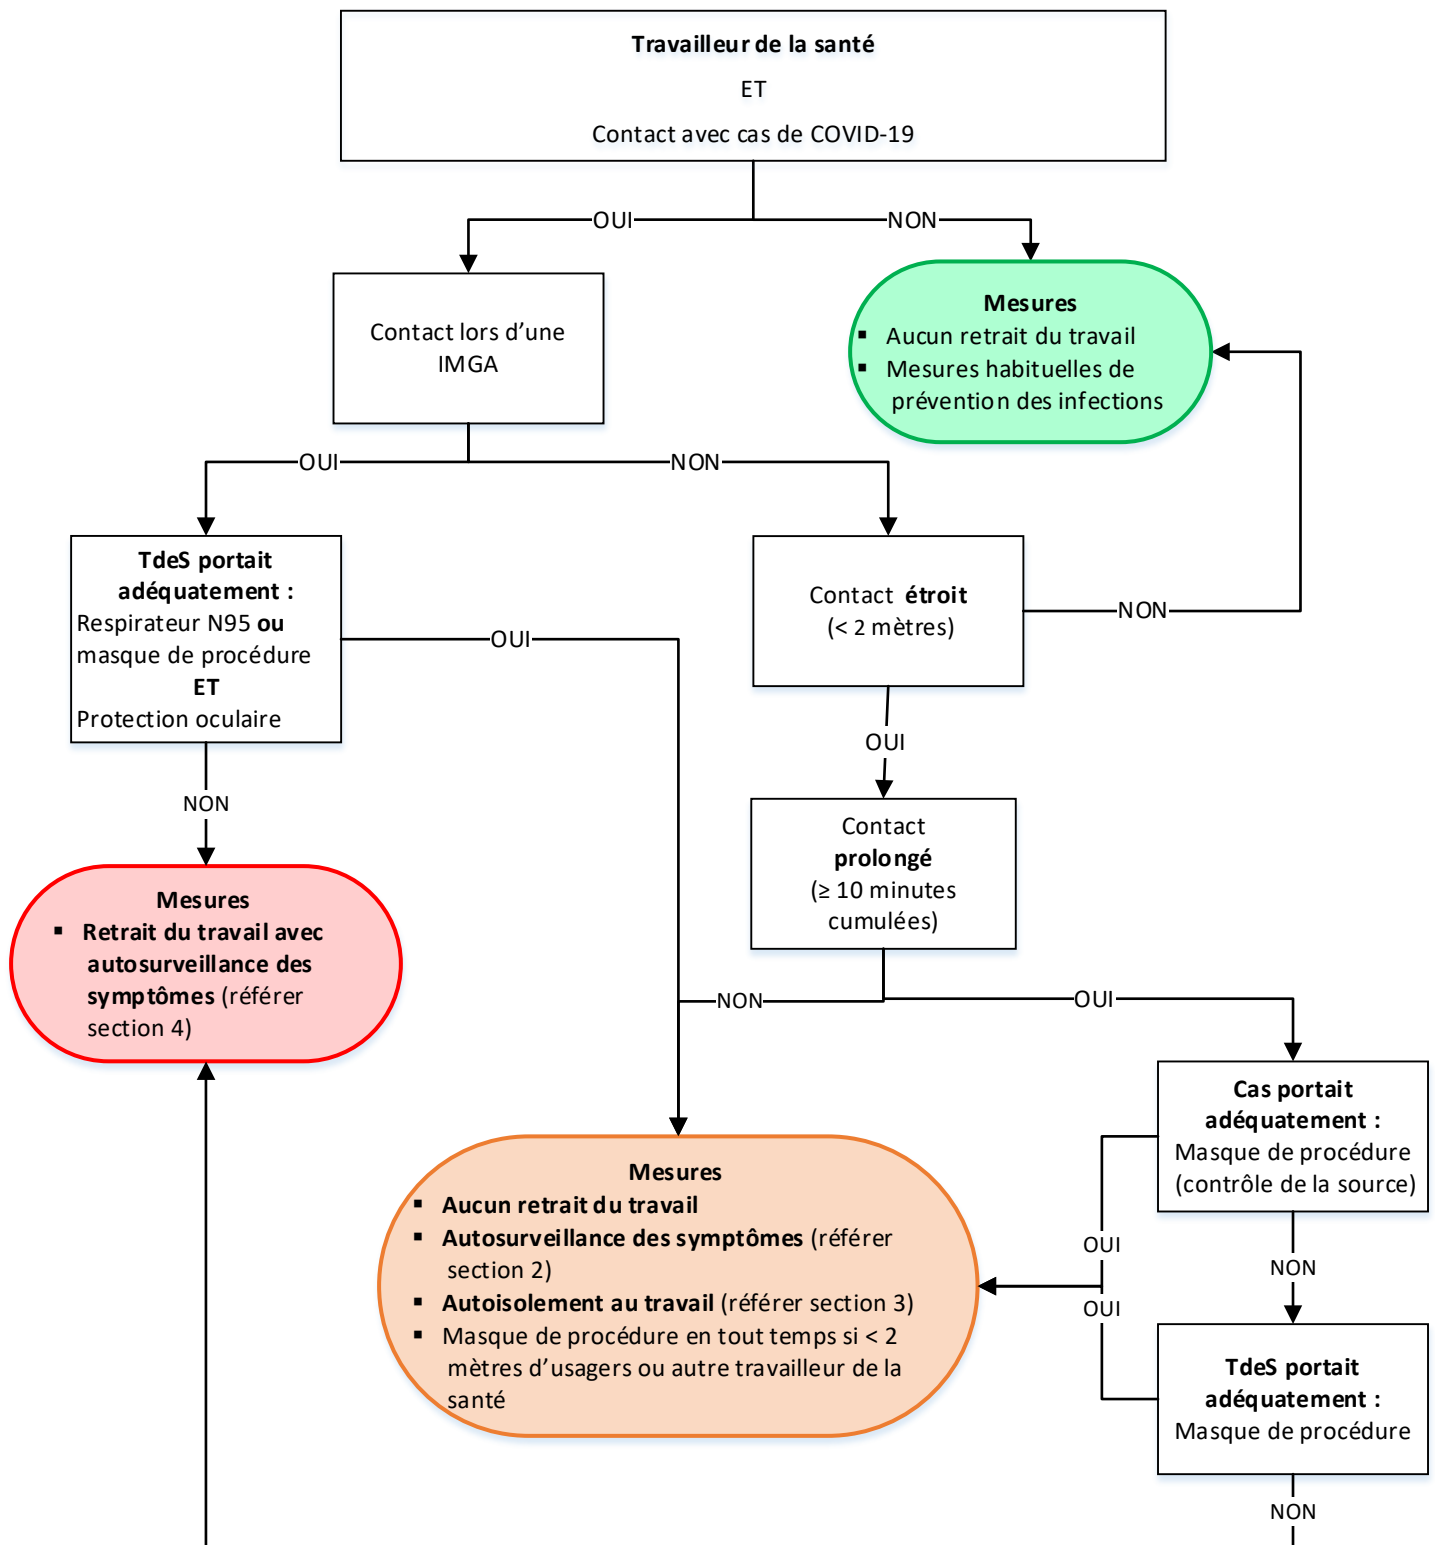 Travailleur de la santé
ET
Contact avec cas de COVID-19
OUI
NON
Contact lors d’une
IMGA
Mesures
▪ Aucun retrait du travail
▪ Mesures habituelles de
prévention des infections
OUI
NON
TdeS portait
adéquatement :
Respirateur N95 ou
masque de procédure
ET
Protection oculaire
OUI
Contact étroit
(< 2 mètres)
NON
OUI
NON
Contact
prolongé
(≥ 10 minutes
cumulées)
Mesures
▪ Retrait du travail avec
autosurveillance des
symptômes (référer
section 4)
NON
OUI
Cas portait
adéquatement :
Masque de procédure
(contrôle de la source)
Mesures
▪ Aucun retrait du travail
▪ Autosurveillance des symptômes (référer
section 2)
▪ Autoisolement au travail (référer section 3)
▪ Masque de procédure en tout temps si < 2
mètres d’usagers ou autre travailleur de la
santé
OUI
NON
OUI
TdeS portait
adéquatement :
Masque de procédure
NON